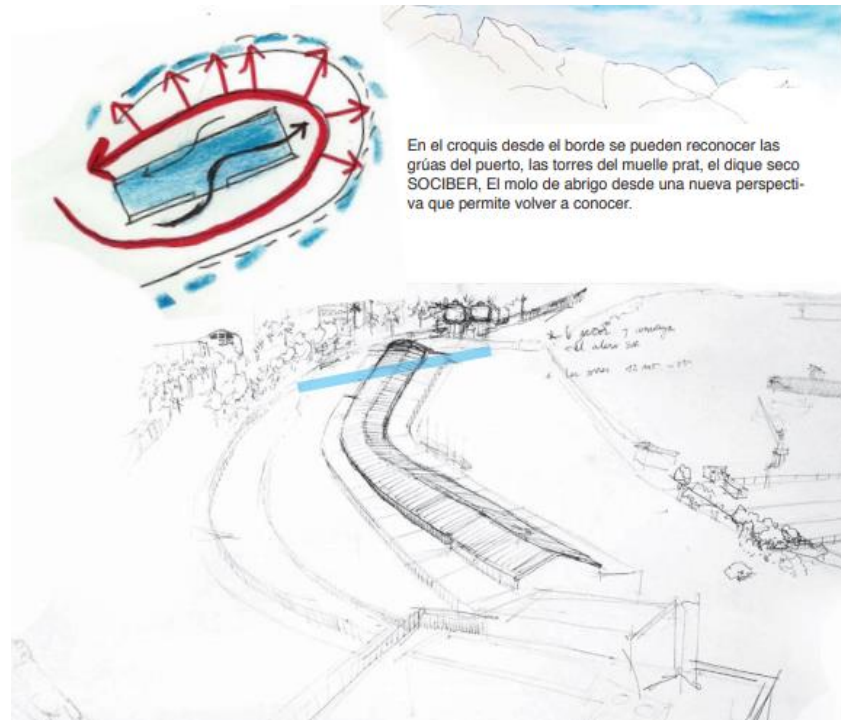 En el croquis desde el borde se pueden reconocer las
grúas del puerto, las torres del muelle prat, el dique seco
SOCIBER, El molo de abrigo desde una nueva perspecti-
va que permite volver a conocer.